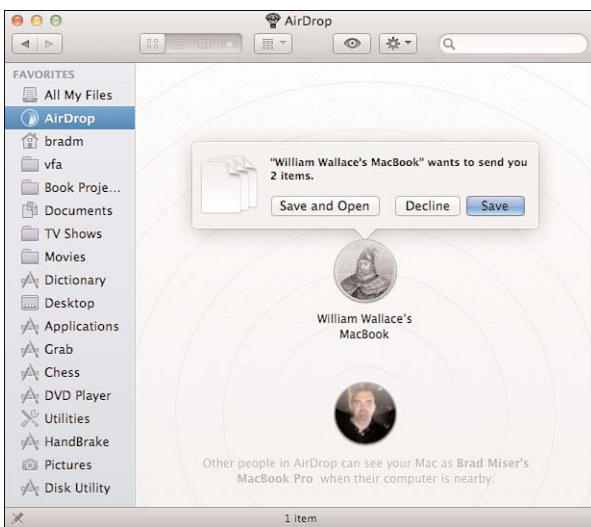 AirDrop
FAVORITES
All My Files
AirDrop
bradm
vfa
Book Proje...
Documents
TV Shows
Movies
Dictionary
Desktop
Applications
Grab
Chess
DVD Player
Utilities
HandBrake
Pictures
Disk Utility
"William Wallace's MacBook" wants to send you
2 items.
Save and Open
Decline
Save
William Wallace's
MacBook
Other people in AirDrop can see your Mac as Brad Miser's
MacBook Pro when their computer is nearby.
1 item